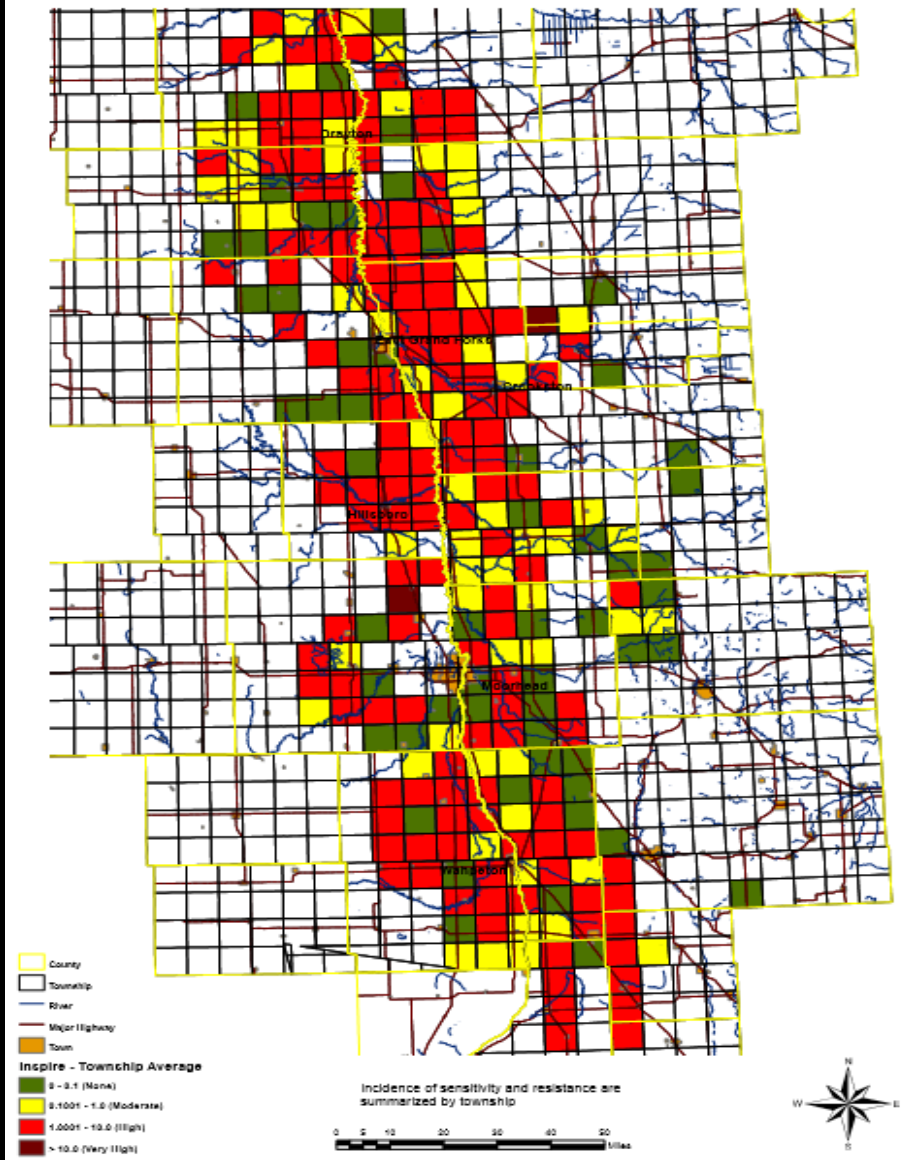 Drayton
East Grand Forks
Crookston
Hillsboro
Moorhead
Wahpeton
County
Township
River
Major Highway
Town
Inspire - Township Average
0 - 0.1 (None)
0.1001 - 1.0 (Moderate)
1.0001 - 10.0 (High)
> 10.0 (Very High)
Incidence of sensitivity and resistance are
summarized by township
0 5 10 20 30 40 50
Miles
N
W
E
S